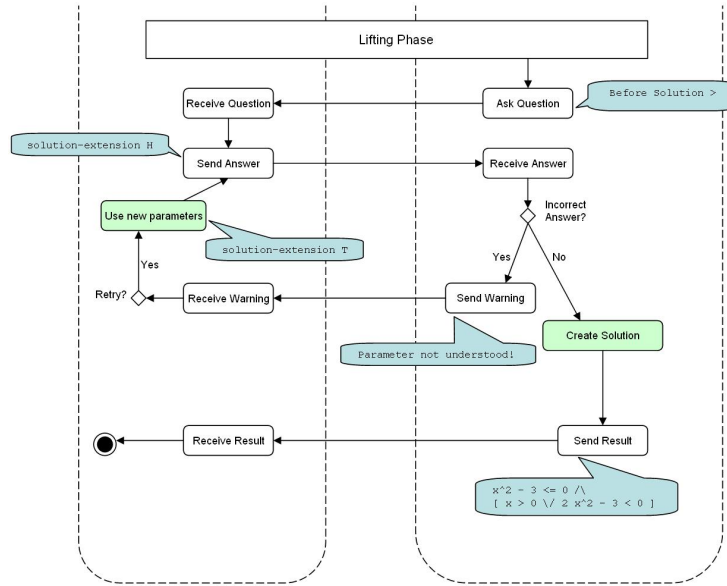 Lifting Phase
Receive Question
Ask Question
Before Solution >
solution-extension H
Send Answer
Receive Answer
Use new parameters
Incorrect
Answer?
solution-extension T
Yes
Yes
No
Retry?
Receive Warning
Send Warning
Create Solution
Parameter not understood!
Receive Result
Send Result
x^2 - 3 <= 0 /\
[ x > 0 \/ 2 x^2 - 3 < 0 ]